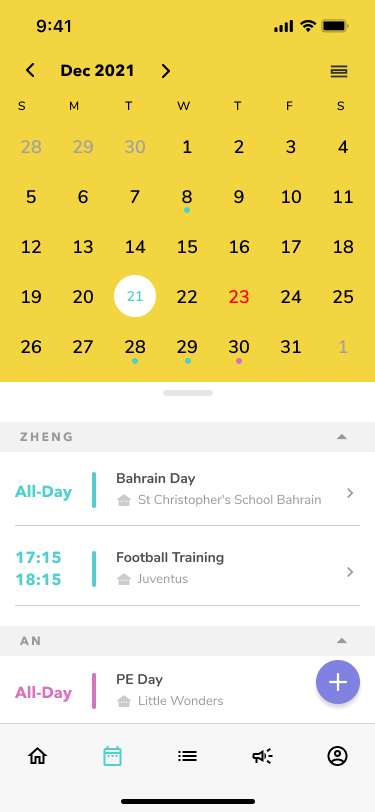 9:41
Dec 2021
S M T W T F S
28 29 30 1 2 3 4
5 6 7 8 9 10 11
12 13 14 15 16 17 18
19 20 21 22 23 24 25
26 27 28 29 30 31 1
ZHENG
All-Day
Bahrain Day
St Christopher's School Bahrain
17:15
18:15
Football Training
Juventus
AN
All-Day
PE Day
Little Wonders